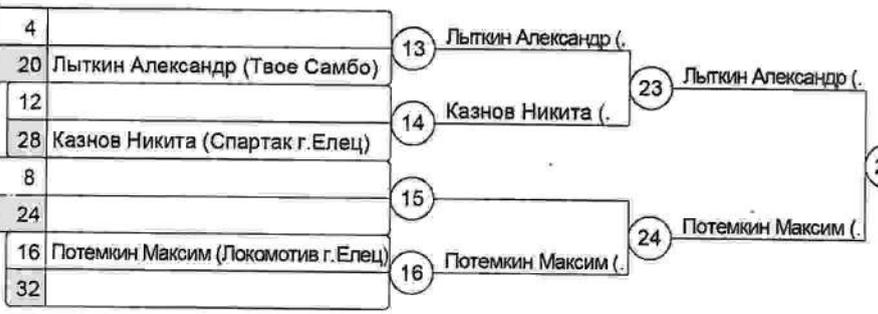 4
20 Лыткин Александр (Твое Самбо)
12
28 Казнов Никита (Спартак г.Елец)
8
24
16 Потемкин Максим (Локомотив г.Елец)
32
13
14
15
16
Лыткин Александр (.
Казнов Никита (.
Потемкин Максим (.
23
24
Лыткин Александр (.
Потемкин Максим (.